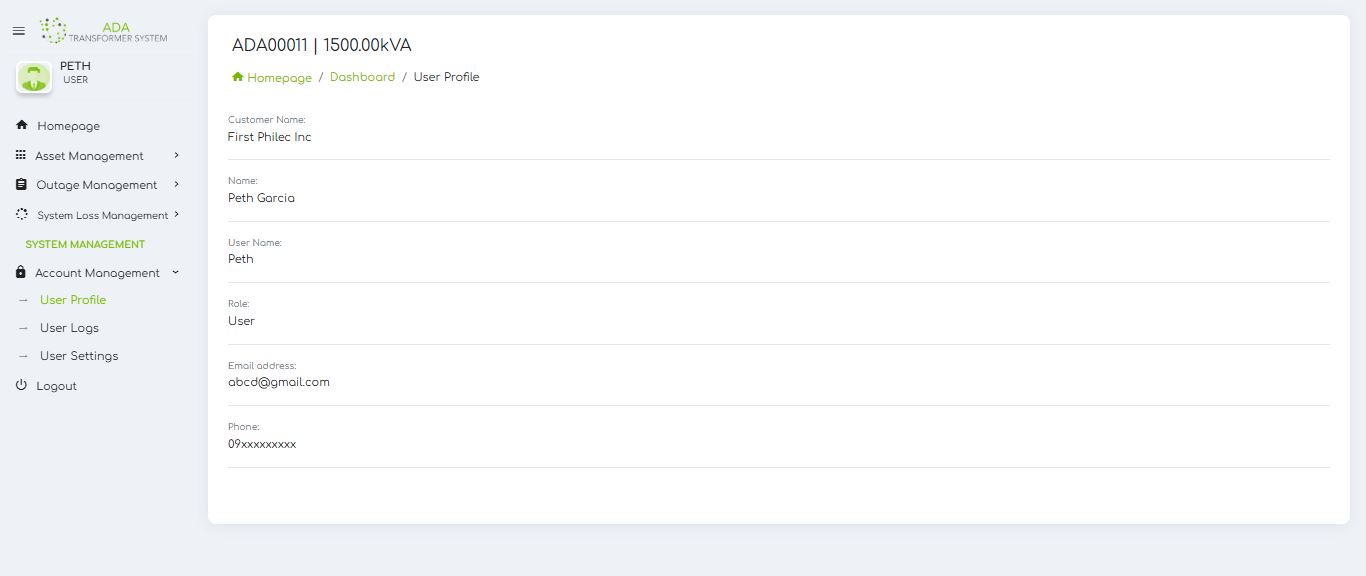 ADA
TRANSFORMER SYSTEM
PETH
USER
Homepage
Asset Management
Outage Management
System Loss Management
SYSTEM MANAGEMENT
Account Management
→ User Profile
→ User Logs
→ User Settings
Logout
ADA00011 | 1500.00kVA
Homepage / Dashboard / User Profile
Customer Name:
First Philec Inc
Name:
Peth Garcia
User Name:
Peth
Role:
User
Email address:
abcd@gmail.com
Phone:
09xxxxxxxxx